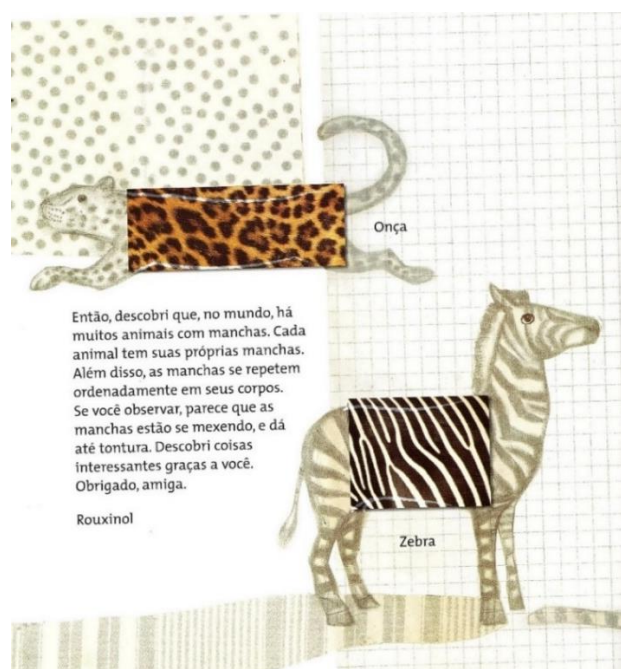 Onça
Então, descobri que, no mundo, há
muitos animais com manchas. Cada
animal tem suas próprias manchas.
Além disso, as manchas se repetem
ordenadamente em seus corpos.
Se você observar, parece que as
manchas estão se mexendo, e dá
até tontura. Descobri coisas
interessantes graças a você.
Obrigado, amiga.
Rouxinol
Zebra